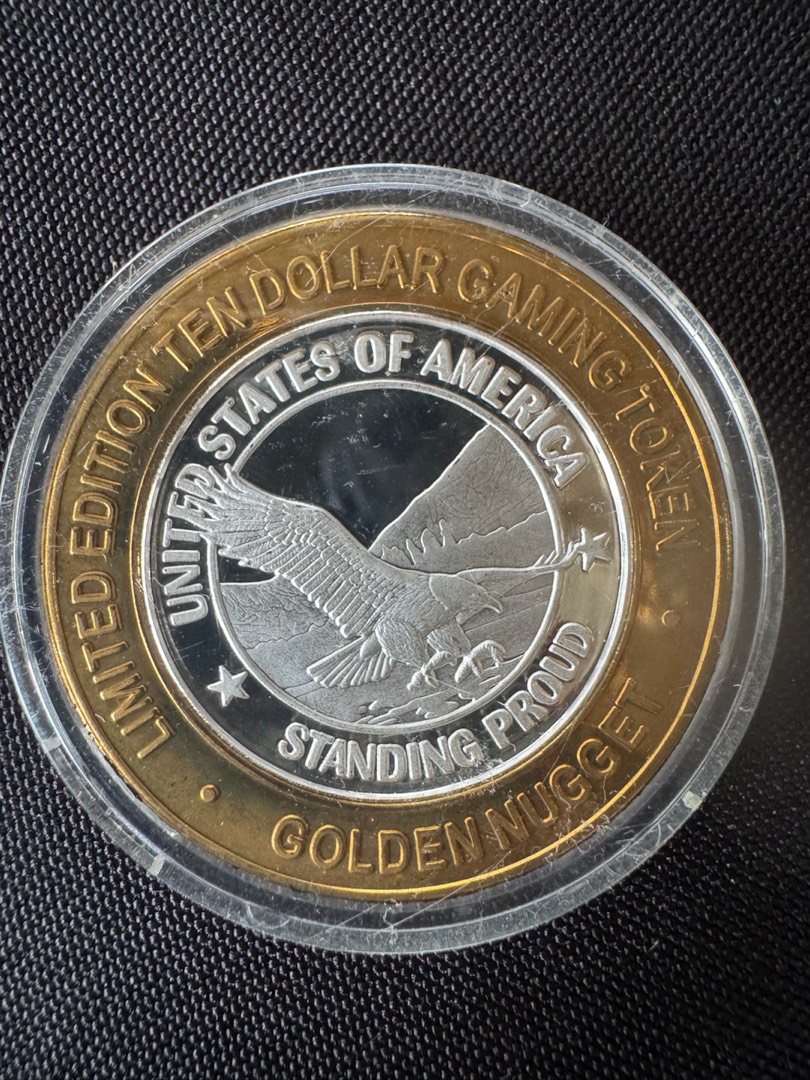 LIMITED EDITION TEN DOLLAR GAMING TOKEN
GOLDEN NUGGET
UNITED STATES OF AMERICA
STANDING PROUD